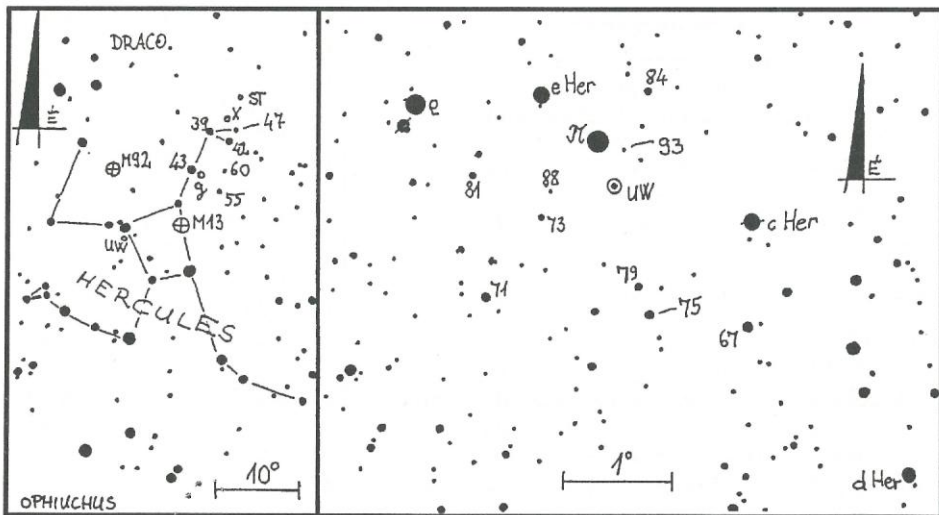 DRACO.
ST
X
47
É
39
42
M92
43
60
g
55
M13
UW
HERCULES
10°
OPHIUCHUS
84
e Her
ρ
π
93
É
81
88
UW
73
c Her
79
71
75
67
1°
d Her